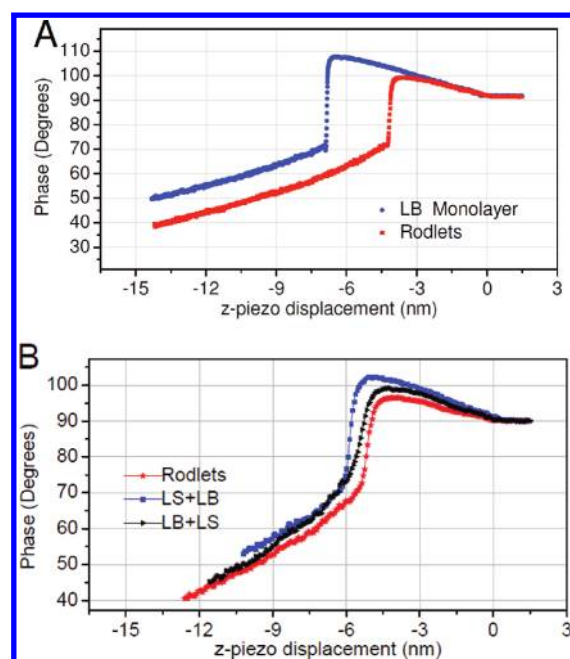 A
Phase (Degrees)
110
100
90
80
70
60
50
40
30
LB Monolayer
Rodlets
-15 -12 -9 -6 -3 0 3
z-piezo displacement (nm)
B
Phase (Degrees)
100
90
80
70
60
50
40
Rodlets
LS+LB
LB+LS
-15 -12 -9 -6 -3 0 3
z-piezo displacement (nm)